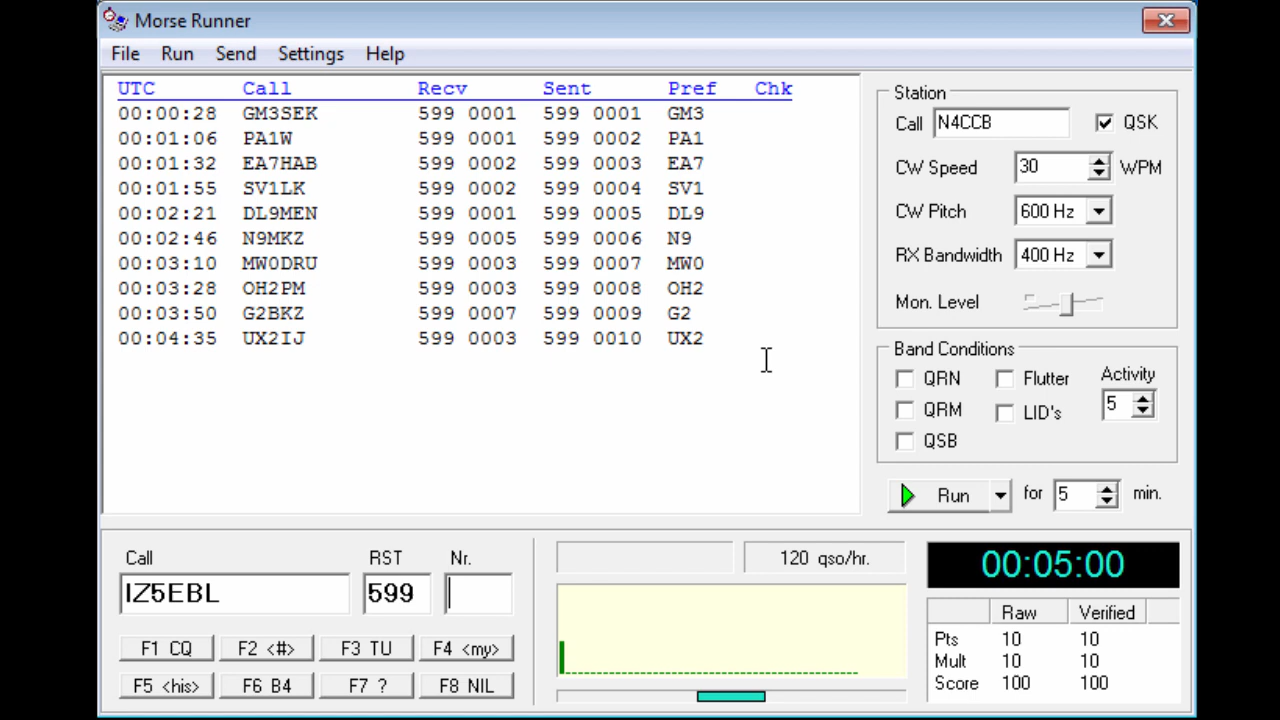 Morse Runner
File Run Send Settings Help
UTC Call Recv Sent Pref Chk
00:00:28 GM3SEK 599 0001 599 0001 GM3
00:01:06 PA1W 599 0001 599 0002 PA1
00:01:32 EA7HAB 599 0002 599 0003 EA7
00:01:55 SV1LK 599 0002 599 0004 SV1
00:02:21 DL9MEN 599 0001 599 0005 DL9
00:02:46 N9MKZ 599 0005 599 0006 N9
00:03:10 MW0DRU 599 0003 599 0007 MW0
00:03:28 OH2PM 599 0003 599 0008 OH2
00:03:50 G2BKZ 599 0007 599 0009 G2
00:04:35 UX2IJ 599 0003 599 0010 UX2
Station
Call N4CCB QSK
CW Speed 30 WPM
CW Pitch 600 Hz
RX Bandwidth 400 Hz
Mon. Level
Band Conditions
QRN Flutter Activity
QRM LID's 5
QSB
Run for 5 min.
Call RST Nr.
IZ5EBL 599
F1 CQ F2 <#> F3 TU F4 <my>
F5 <his> F6 B4 F7 ? F8 NIL
120 qso/hr.
00:05:00
Raw Verified
Pts 10 10
Mult 10 10
Score 100 100